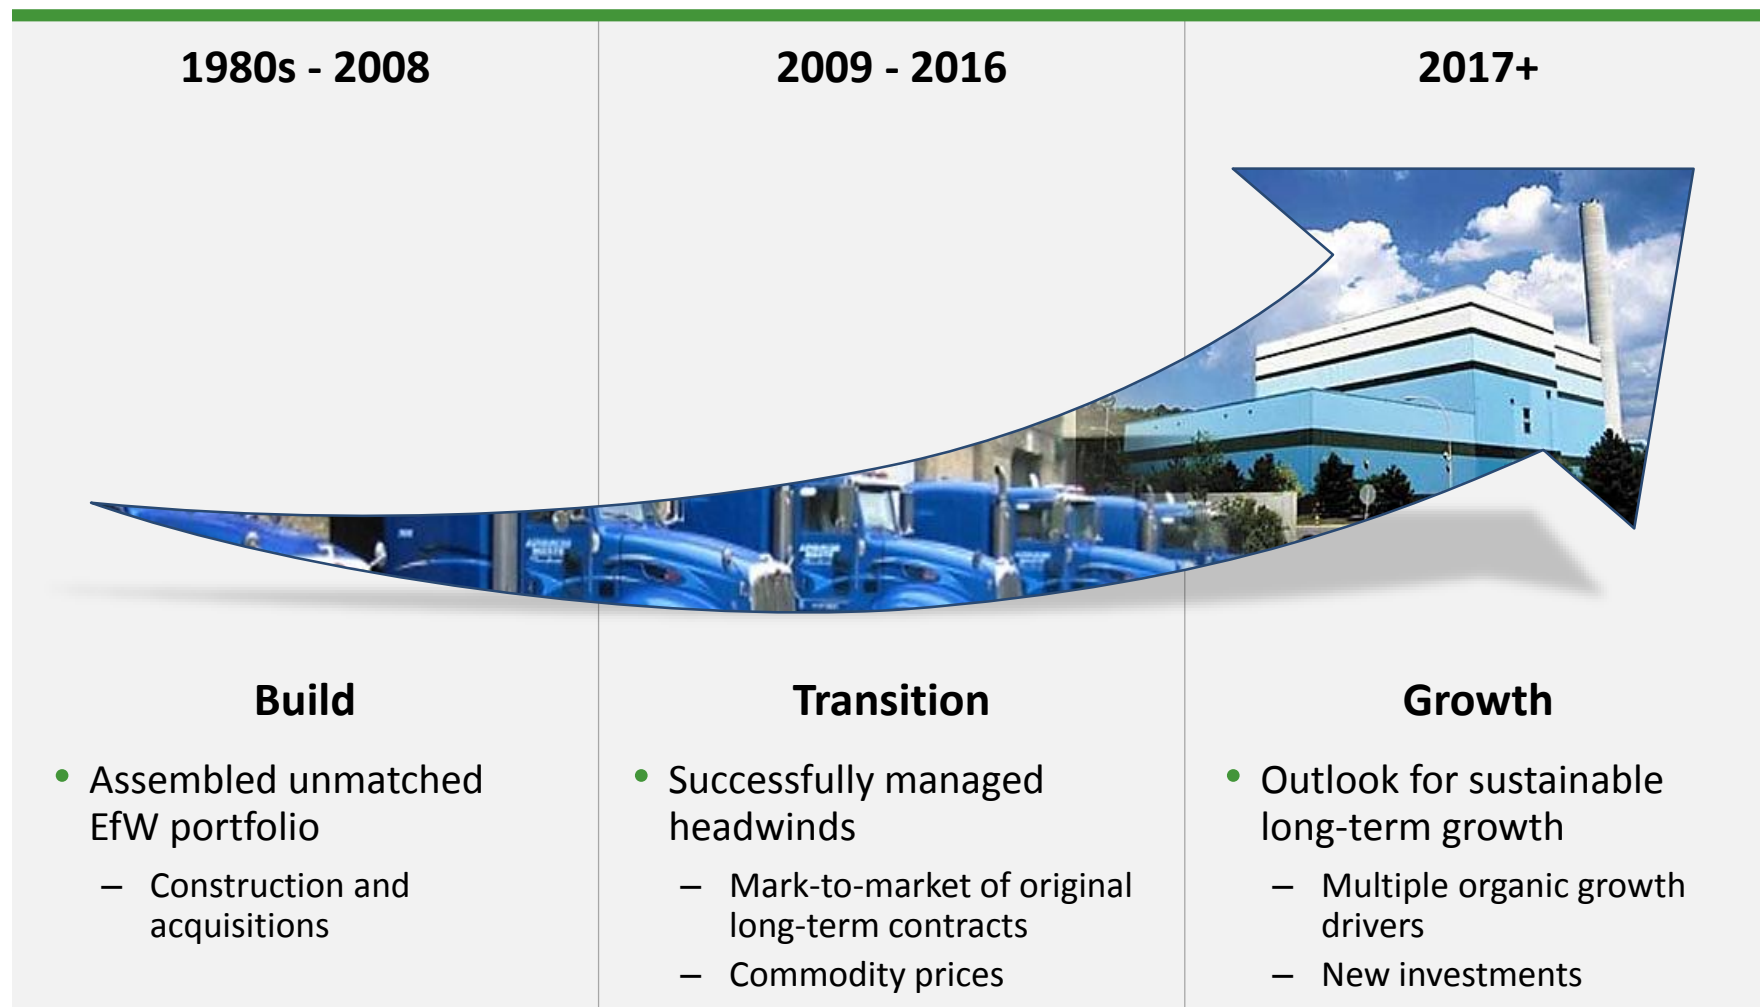 1980s - 2008
2009 - 2016
2017+
Build
• Assembled unmatched
EfW portfolio
– Construction and
acquisitions
Transition
• Successfully managed
headwinds
– Mark-to-market of original
long-term contracts
– Commodity prices
Growth
• Outlook for sustainable
long-term growth
– Multiple organic growth
drivers
– New investments